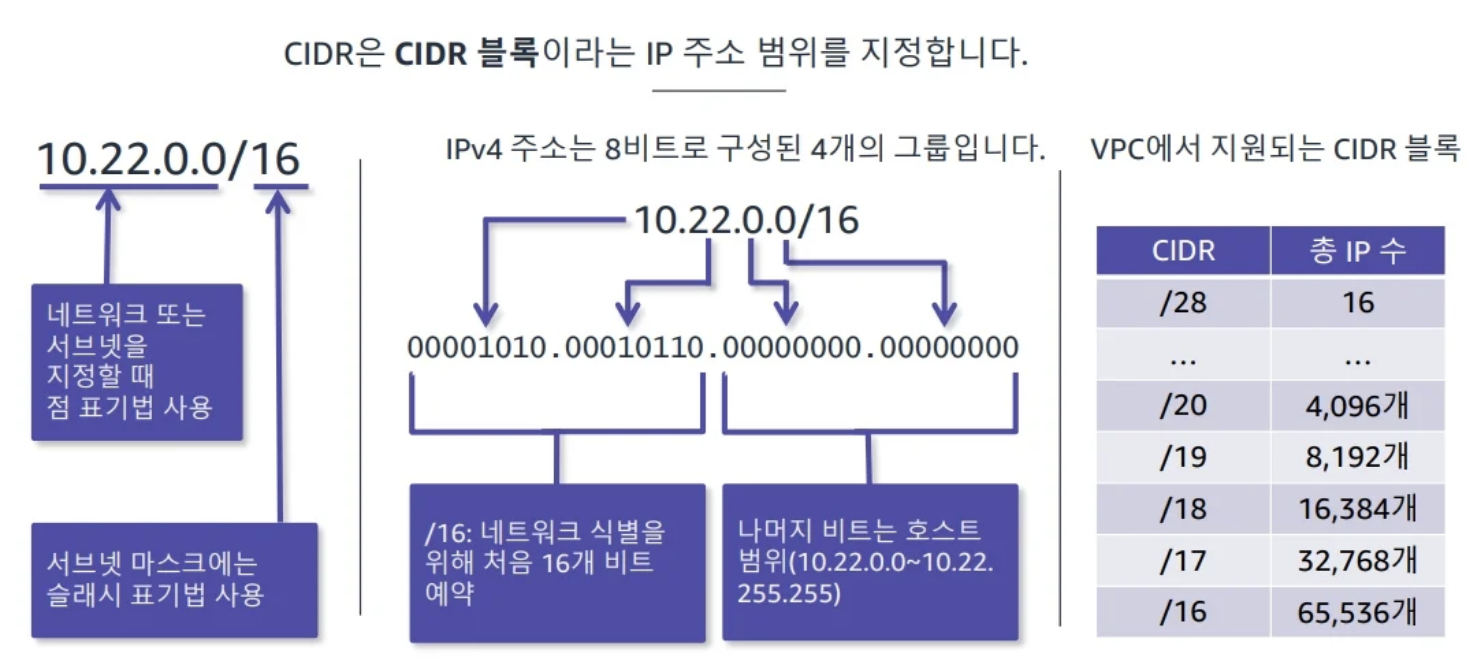 CIDR은 CIDR 블록이라는 IP 주소 범위를 지정합니다.
10.22.0.0/16
네트워크 또는
서브넷을
지정할 때
점 표기법 사용
서브넷 마스크에는
슬래시 표기법 사용
IPv4 주소는 8비트로 구성된 4개의 그룹입니다.
10.22.0.0/16
00001010.00010110.00000000.00000000
/16: 네트워크 식별을
위해 처음 16개 비트
예약
나머지 비트는 호스트
범위(10.22.0.0~10.22.
255.255)
VPC에서 지원되는 CIDR 블록
CIDR 총 IP 수
/28 16
... ...
/20 4,096개
/19 8,192개
/18 16,384개
/17 32,768개
/16 65,536개